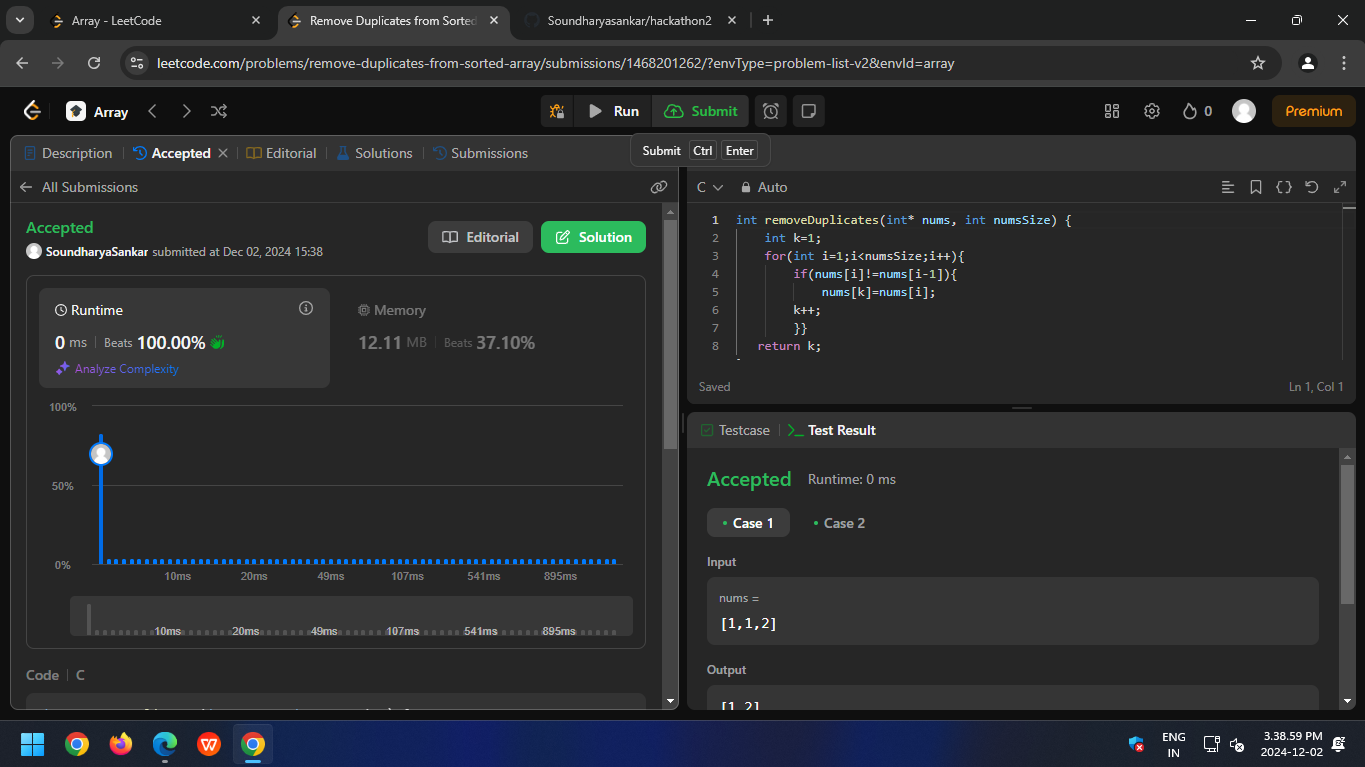 Array - LeetCode
Remove Duplicates from Sorted
Soundharyasankar/hackathon2
leetcode.com/problems/remove-duplicates-from-sorted-array/submissions/1468201262/?envType=problem-list-v2&envId=array
Array
Run
Submit
0
Premium
Description
Accepted
Editorial
Solutions
Submissions
Submit Ctrl Enter
All Submissions
Accepted
SoundharyaSankar submitted at Dec 02, 2024 15:38
Editorial
Solution
Runtime
0 ms Beats 100.00%
Analyze Complexity
Memory
12.11 MB Beats 37.10%
100%
50%
0%
10ms 20ms 49ms 107ms 541ms 895ms
10ms 20ms 49ms 107ms 541ms 895ms
Code C
C Auto
1 int removeDuplicates(int* nums, int numsSize) {
2 int k=1;
3 for(int i=1;i<numsSize;i++){
4 if(nums[i]!=nums[i-1]){
5 nums[k]=nums[i];
6 k++;
7 }}
8 return k;
Saved
Ln 1, Col 1
Testcase
Test Result
Accepted Runtime: 0 ms
Case 1
Case 2
Input
nums =
[1,1,2]
Output
[1,2]
ENG
IN
3.38.59 PM
2024-12-02